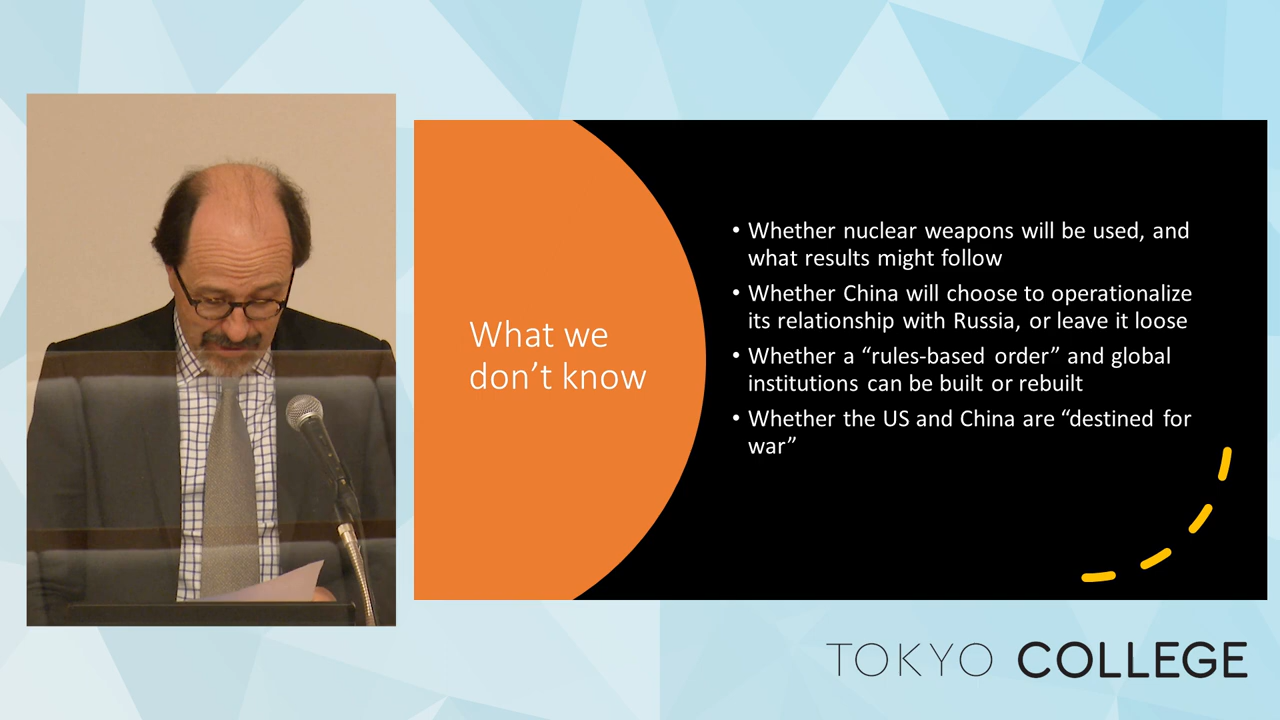 What we
don’t know
• Whether nuclear weapons will be used, and
what results might follow
• Whether China will choose to operationalize
its relationship with Russia, or leave it loose
• Whether a “rules-based order” and global
institutions can be built or rebuilt
• Whether the US and China are “destined for
war”
TOKYO COLLEGE